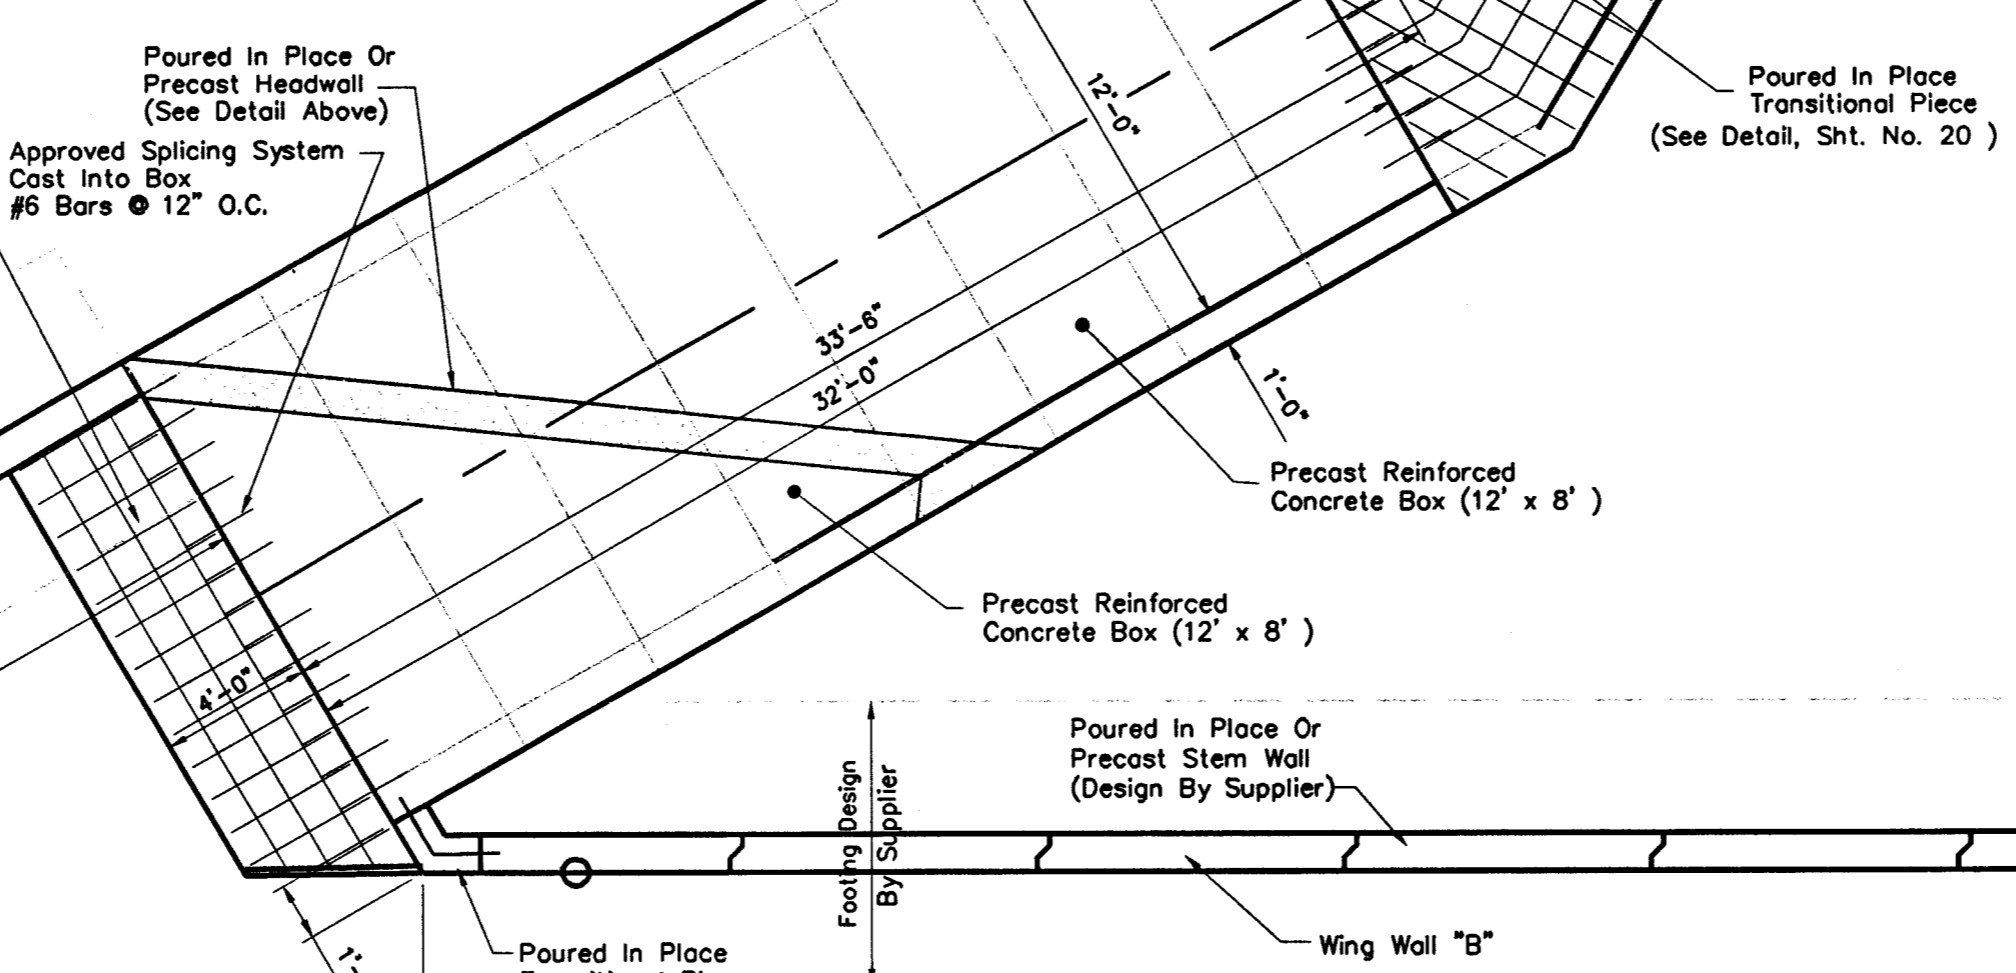 Poured In Place Or
Precast Headwall
(See Detail Above)
Approved Splicing System
Cast Into Box
#6 Bars @ 12" O.C.
12'-0"
Poured In Place
Transitional Piece
(See Detail, Sht. No. 20 )
33'-6"
32'-0"
1'-0"
Precast Reinforced
Concrete Box (12' x 8' )
Precast Reinforced
Concrete Box (12' x 8' )
4'-0"
Poured In Place Or
Precast Stem Wall
(Design By Supplier)
Footing Design
By Supplier
Wing Wall "B"
Poured In Place
1'-